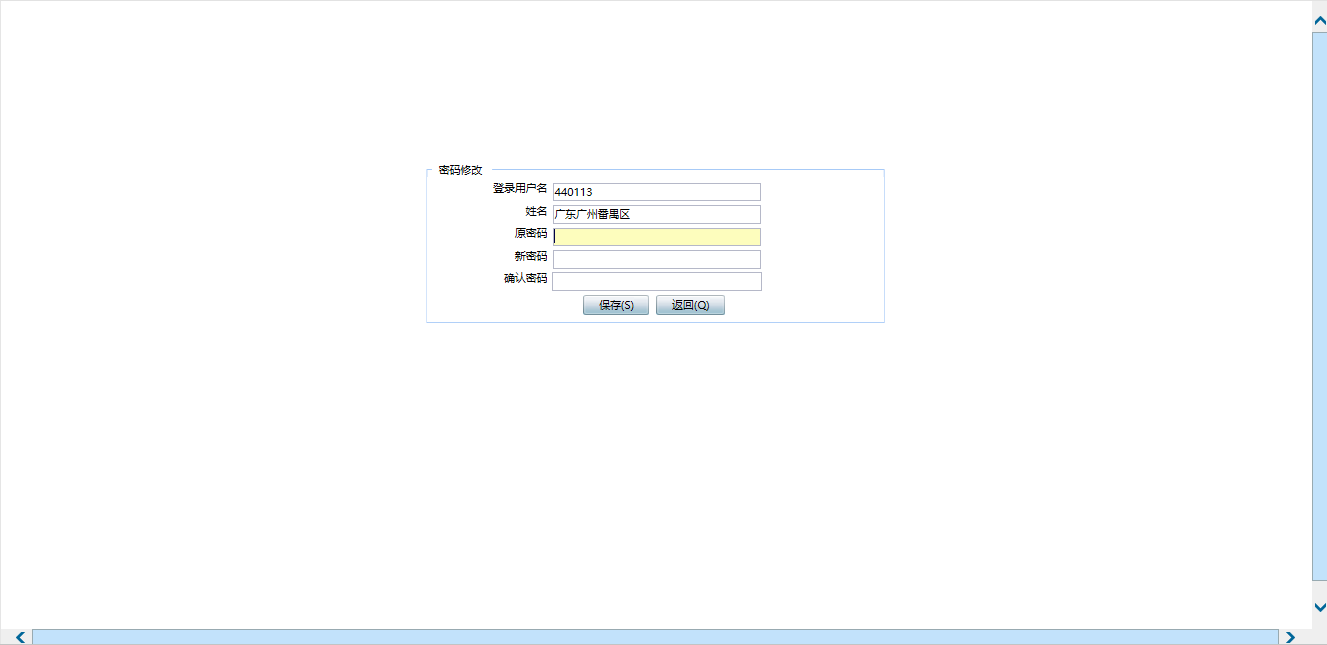 密码修改
登录用户名 440113
姓名 广东广州番禺区
原密码
新密码
确认密码
保存(S) 返回(Q)